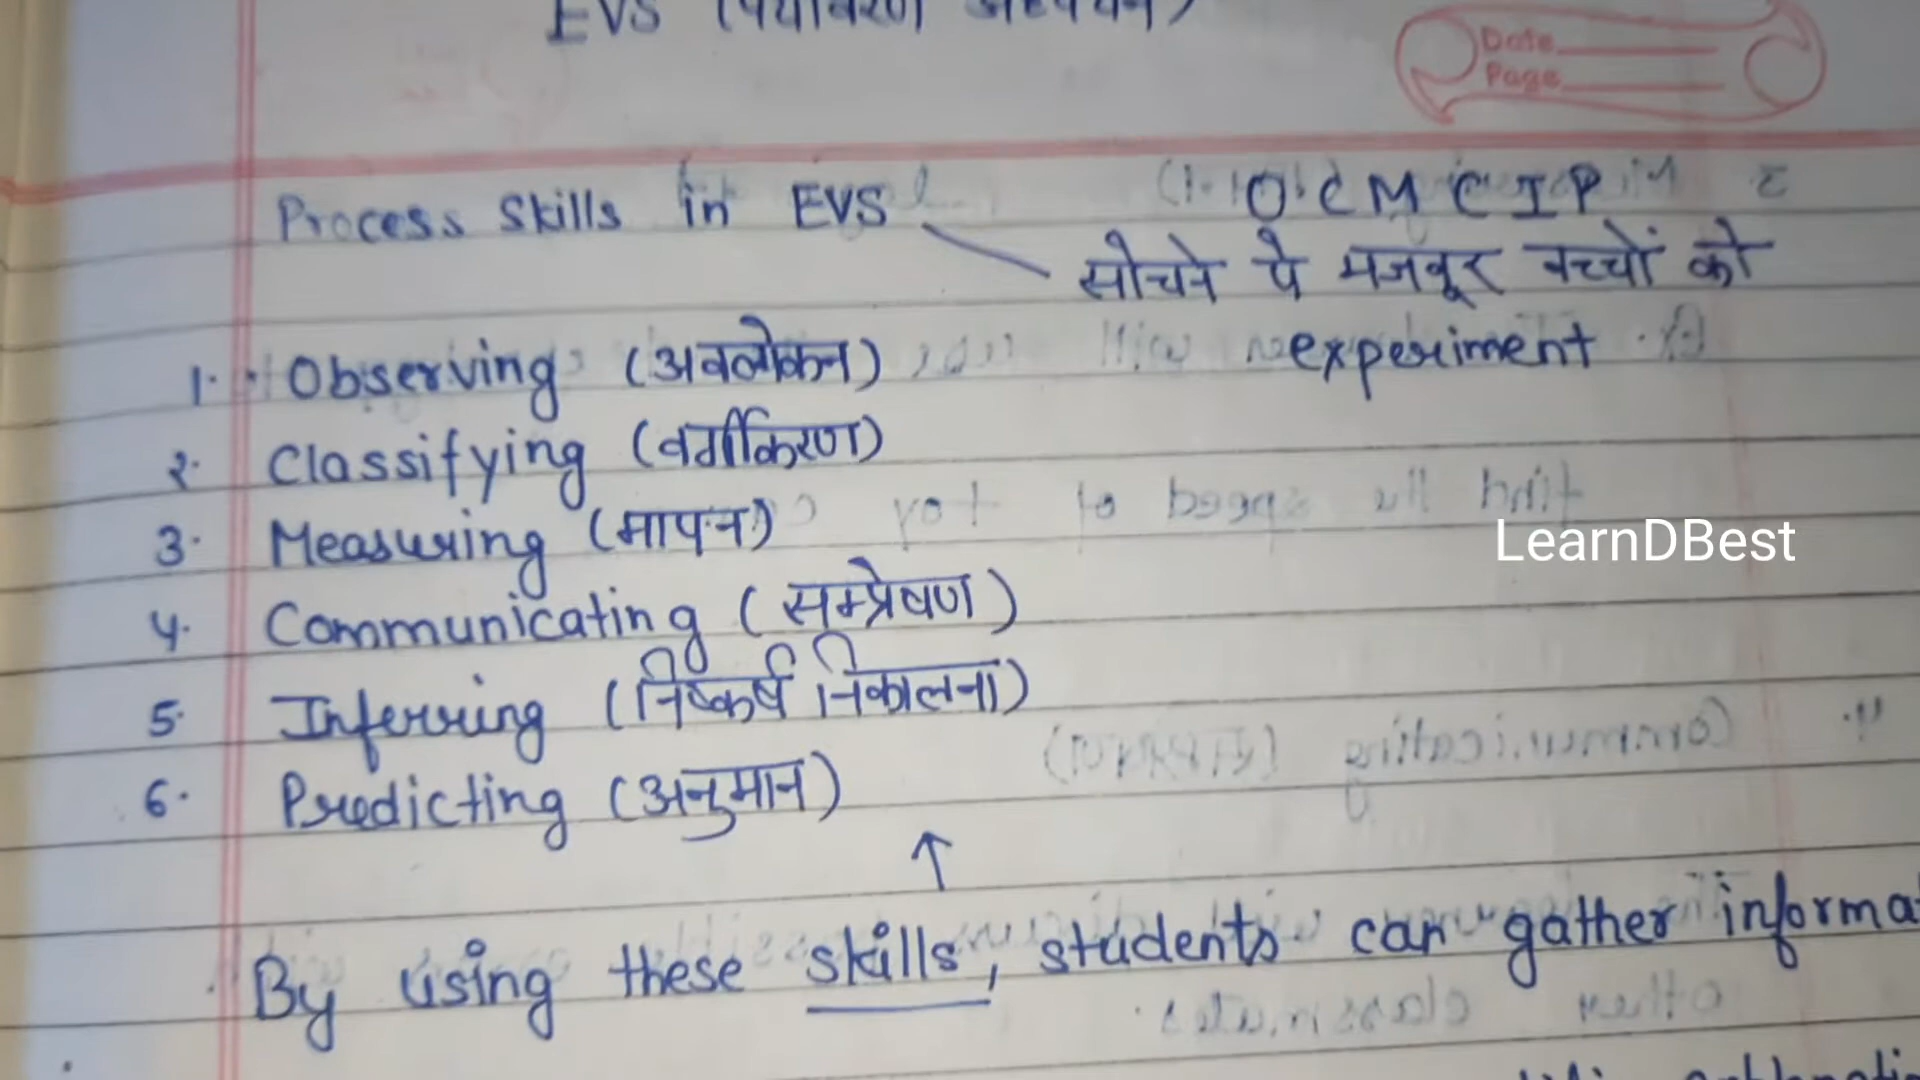 EVS (पर्यावरण अध्ययन)
Date
Page
Process Skills in EVS
O C M C I P
सोचने पे मजबूर बच्चों को
1. Observing (अवलोकन)
experiment
2. Classifying (वर्गीकरण)
3. Measuring (मापन)
LearnDBest
4. Communicating (सम्प्रेषण)
5. Inferring (निष्कर्ष निकालना)
6. Predicting (अनुमान)
↑
By using these skills, students can gather informa